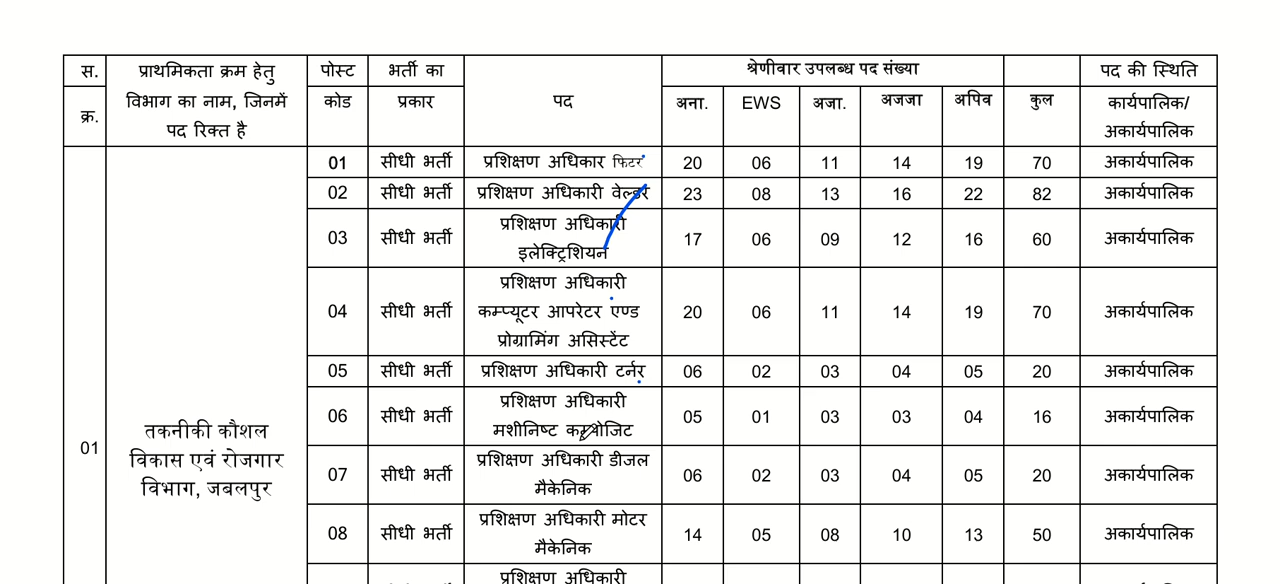 स. प्राथमिकता क्रम हेतु पोस्ट भर्ती का श्रेणीवार उपलब्ध पद संख्या पद की स्थिति
क्र. विभाग का नाम, जिनमें कोड प्रकार पद अना. EWS अजा. अजजा अपिव कुल कार्यपालिक/
पद रिक्त है अकार्यपालिक
01 सीधी भर्ती प्रशिक्षण अधिकार फिटर 20 06 11 14 19 70 अकार्यपालिक
02 सीधी भर्ती प्रशिक्षण अधिकारी वेल्डर 23 08 13 16 22 82 अकार्यपालिक
प्रशिक्षण अधिकारी
03 सीधी भर्ती इलेक्ट्रिशियन 17 06 09 12 16 60 अकार्यपालिक
प्रशिक्षण अधिकारी
04 सीधी भर्ती कम्प्यूटर आपरेटर एण्ड 20 06 11 14 19 70 अकार्यपालिक
प्रोग्रामिंग असिस्टेंट
05 सीधी भर्ती प्रशिक्षण अधिकारी टर्नर 06 02 03 04 05 20 अकार्यपालिक
प्रशिक्षण अधिकारी
06 सीधी भर्ती मशीनिष्ट 05 01 03 03 04 16 अकार्यपालिक
01 तकनीकी कौशल
विकास एवं रोजगार
विभाग, जबलपुर
प्रशिक्षण अधिकारी डीजल
07 सीधी भर्ती मैकेनिक 06 02 03 04 05 20 अकार्यपालिक
प्रशिक्षण अधिकारी मोटर
08 सीधी भर्ती मैकेनिक 14 05 08 10 13 50 अकार्यपालिक
प्रशिक्षण अधिकारी